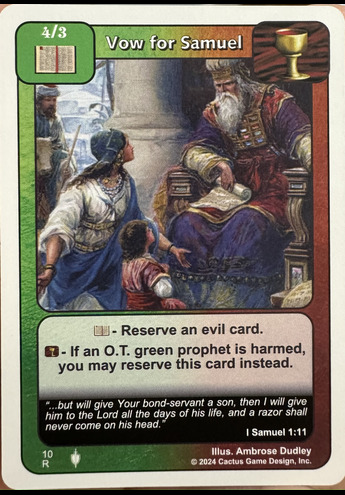 4/3
Vow for Samuel
- Reserve an evil card.
- If an O.T. green prophet is harmed,
you may reserve this card instead.
"...but will give Your bond-servant a son, then I will give
him to the Lord all the days of his life, and a razor shall
never come on his head."
I Samuel 1:11
Illus. Ambrose Dudley
10
R
© 2024 Cactus Game Design, Inc.